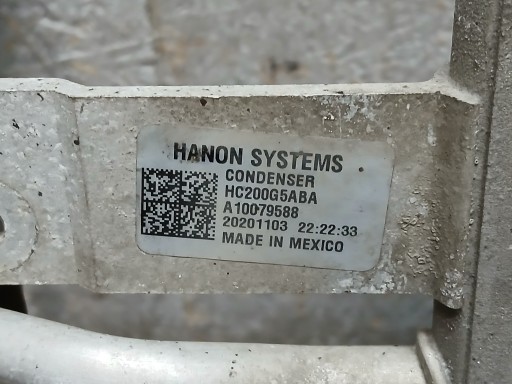 HANON SYSTEMS
CONDENSER
HC200G5ABA
A10079588
20201103 22:22:33
MADE IN MEXICO